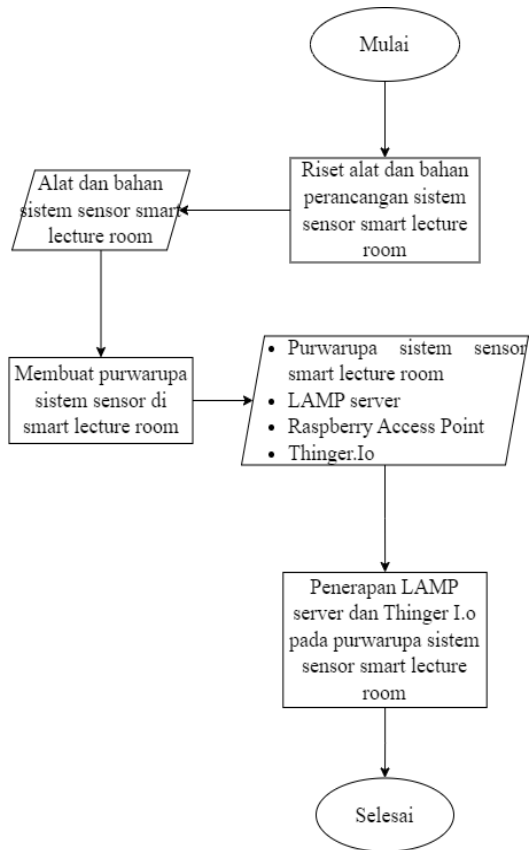 Mulai
Riset alat dan bahan
perancangan sistem
sensor smart lecture
room
Alat dan bahan
sistem sensor smart
lecture room
Membuat purwarupa
sistem sensor di
smart lecture room
• Purwarupa sistem sensor
smart lecture room
• LAMP server
• Raspberry Access Point
• Thinger.Io
Penerapan LAMP
server dan Thinger I.o
pada purwarupa sistem
sensor smart lecture
room
Selesai